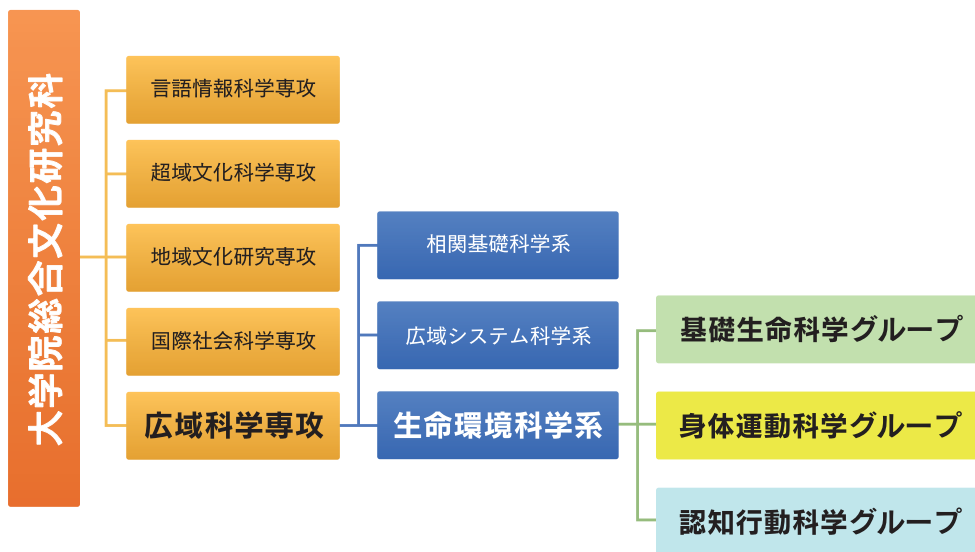 大学院総合文化研究科
言語情報科学専攻
超域文化科学専攻
地域文化研究専攻
国際社会科学専攻
広域科学専攻
相関基礎科学系
広域システム科学系
生命環境科学系
基礎生命科学グループ
身体運動科学グループ
認知行動科学グループ